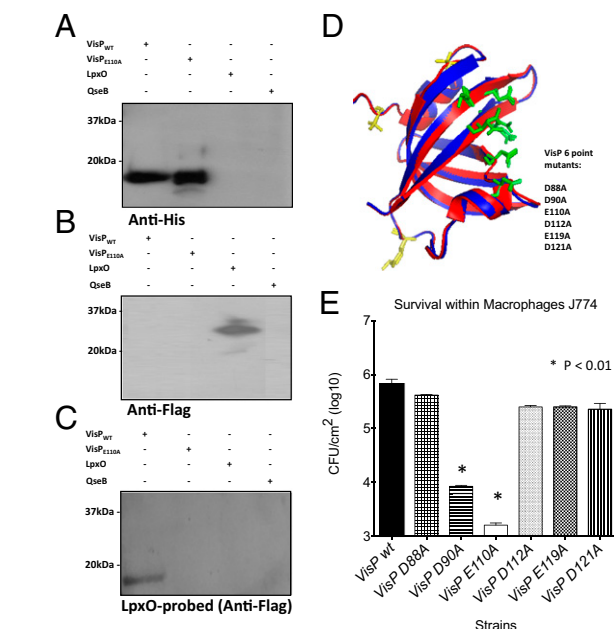 A
VisPWT + - - -
VisPE110A - + - -
LpxO - - + -
QseB - - - +
37kDa
20kDa
Anti-His
B
VisPWT + - - -
VisPE110A - + - -
LpxO - - + -
QseB - - - +
37kDa
20kDa
Anti-Flag
C
VisPWT + - - -
VisPE110A - + - -
LpxO - - + -
QseB - - - +
37kDa
20kDa
LpxO-probed (Anti-Flag)
D
VisP 6 point
mutants:
D88A
D90A
E110A
D112A
E119A
D121A
E
Survival within Macrophages J774
* P < 0.01
CFU/cm2 (log10)
7
6
5
4
3
*
*
VisP wt
VisP D88A
VisP D90A
VisP E110A
VisP D112A
VisP E119A
VisP D121A
Strains